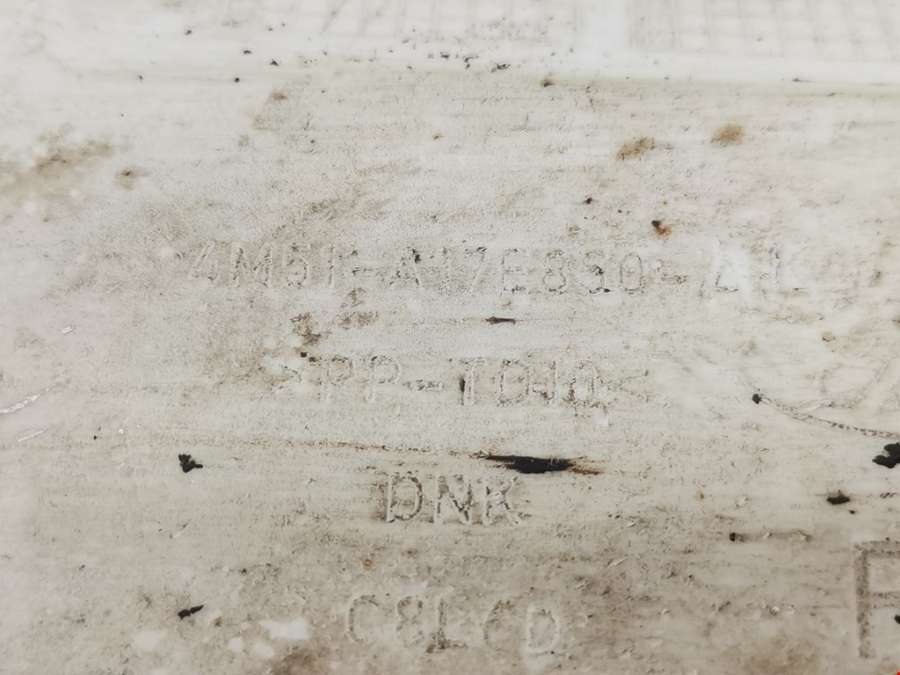 4M51-A17E850-A
>PP-TD10<
DNK
C8LCD